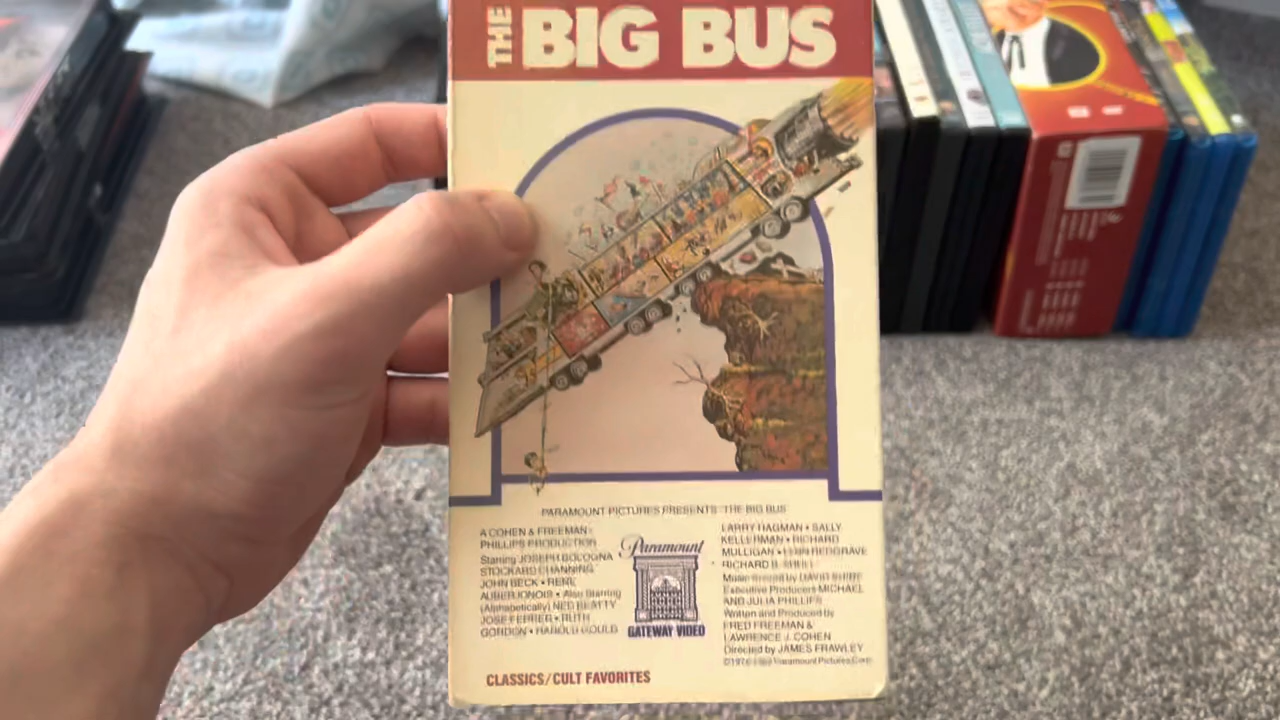 THE BIG BUS
PARAMOUNT PICTURES PRESENTS THE BIG BUS
A COHEN & FREEMAN-
PHILLIPS PRODUCTION
Starring JOSEPH BOLOGNA
STOCKARD CHANNING
JOHN BECK • RENE
AUBERJONOIS • Also Starring
(Alphabetically) NED BEATTY
JOSE FERRER • RUTH
GORDON • HAROLD GOULD
Paramount
GATEWAY VIDEO
LARRY HAGMAN • SALLY
KELLERMAN • RICHARD
MULLIGAN • LYNN REDGRAVE
RICHARD B. SHULL
Music Scored by DAVID SHIRE
Executive Producers MICHAEL
AND JULIA PHILLIPS
Written and Produced by
FRED FREEMAN &
LAWRENCE J. COHEN
Directed by JAMES FRAWLEY
Paramount Pictures Corp
CLASSICS/CULT FAVORITES